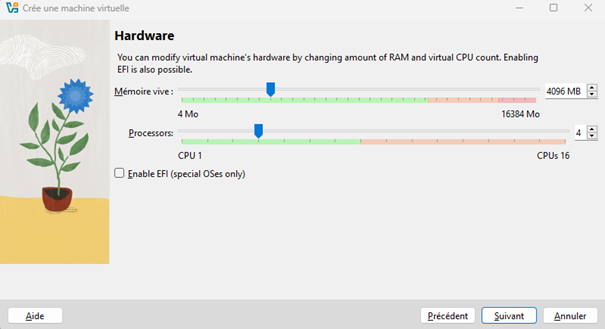 Crée une machine virtuelle
Hardware
You can modify virtual machine's hardware by changing amount of RAM and virtual CPU count. Enabling
EFI is also possible.
Mémoire vive : 4096 MB
4 Mo 16384 Mo
Processors: 4
CPU 1 CPUs 16
Enable EFI (special OSes only)
Aide Précédent Suivant Annuler